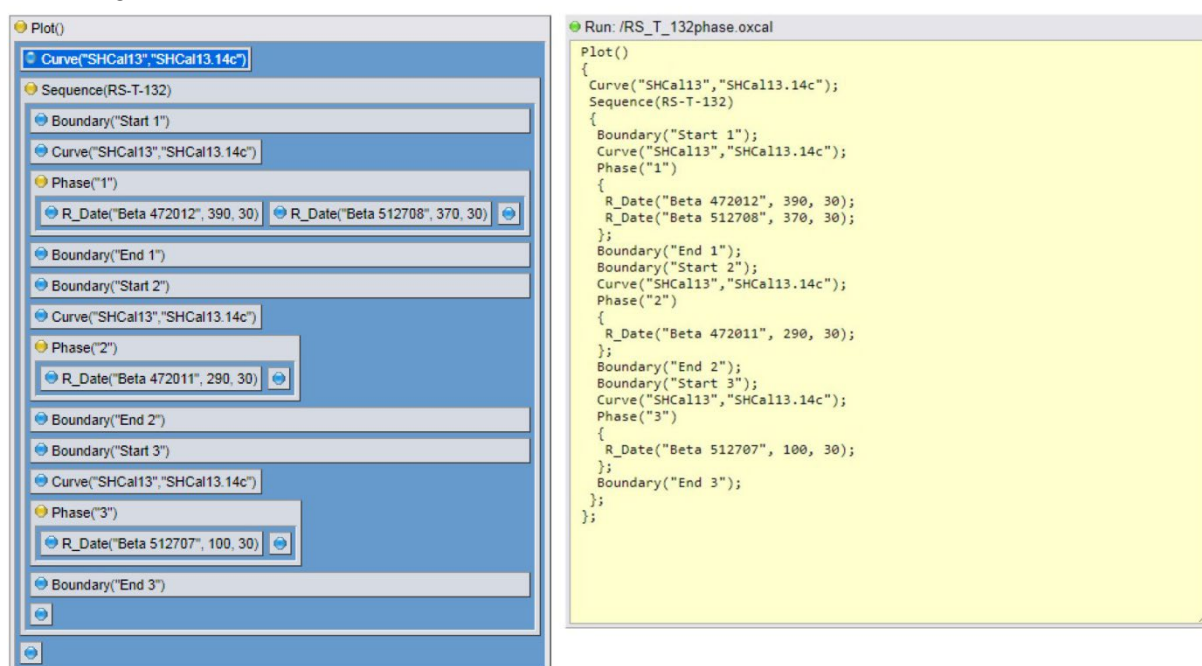 Plot()
Curve("SHCal13","SHCal13.14c")
Sequence(RS-T-132)
Boundary("Start 1")
Curve("SHCal13","SHCal13.14c")
Phase("1")
R_Date("Beta 472012", 390, 30) R_Date("Beta 512708", 370, 30)
Boundary("End 1")
Boundary("Start 2")
Curve("SHCal13","SHCal13.14c")
Phase("2")
R_Date("Beta 472011", 290, 30)
Boundary("End 2")
Boundary("Start 3")
Curve("SHCal13","SHCal13.14c")
Phase("3")
R_Date("Beta 512707", 100, 30)
Boundary("End 3")
Run: /RS_T_132phase.oxcal
Plot()
{
Curve("SHCal13","SHCal13.14c");
Sequence(RS-T-132)
{
Boundary("Start 1");
Curve("SHCal13","SHCal13.14c");
Phase("1")
{
R_Date("Beta 472012", 390, 30);
R_Date("Beta 512708", 370, 30);
};
Boundary("End 1");
Boundary("Start 2");
Curve("SHCal13","SHCal13.14c");
Phase("2")
{
R_Date("Beta 472011", 290, 30);
};
Boundary("End 2");
Boundary("Start 3");
Curve("SHCal13","SHCal13.14c");
Phase("3")
{
R_Date("Beta 512707", 100, 30);
};
Boundary("End 3");
};
};